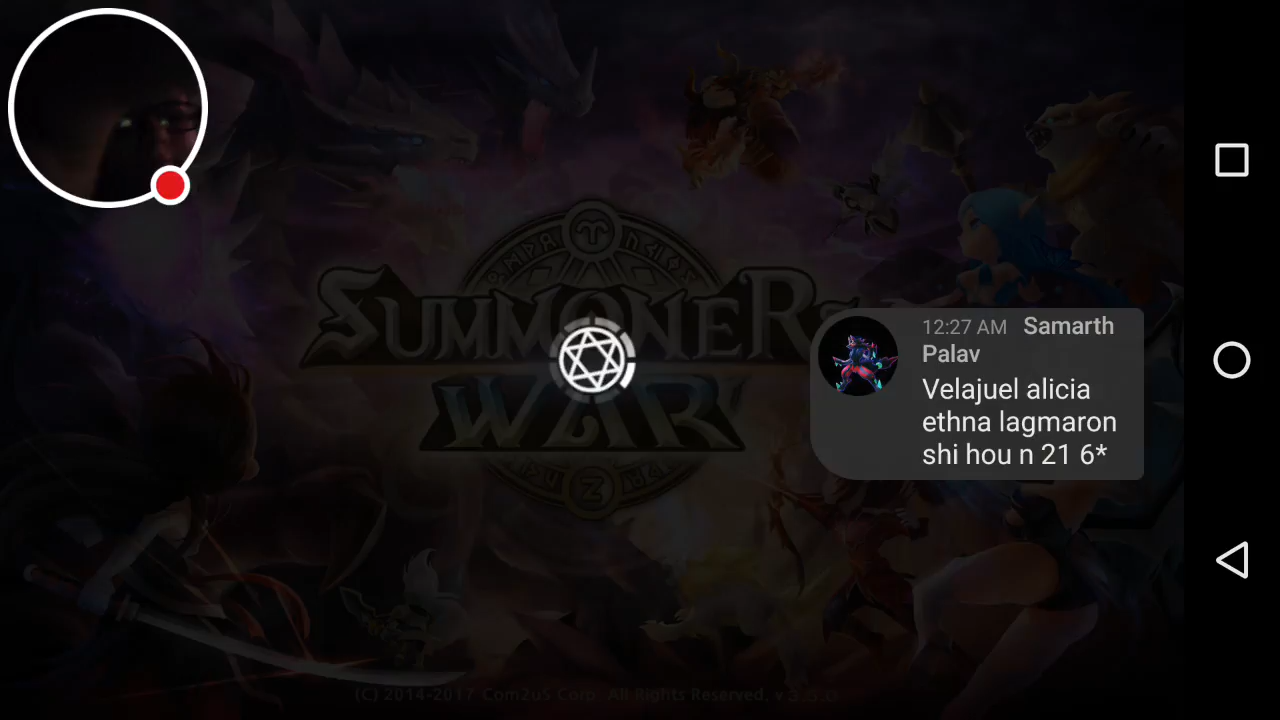 SUMMONERS
WAR
12:27 AM Samarth
Palav
Velajuel alicia
ethna lagmaron
shi hou n 21 6*
(C) 2014-2017 Com2uS Corp. All Rights Reserved.